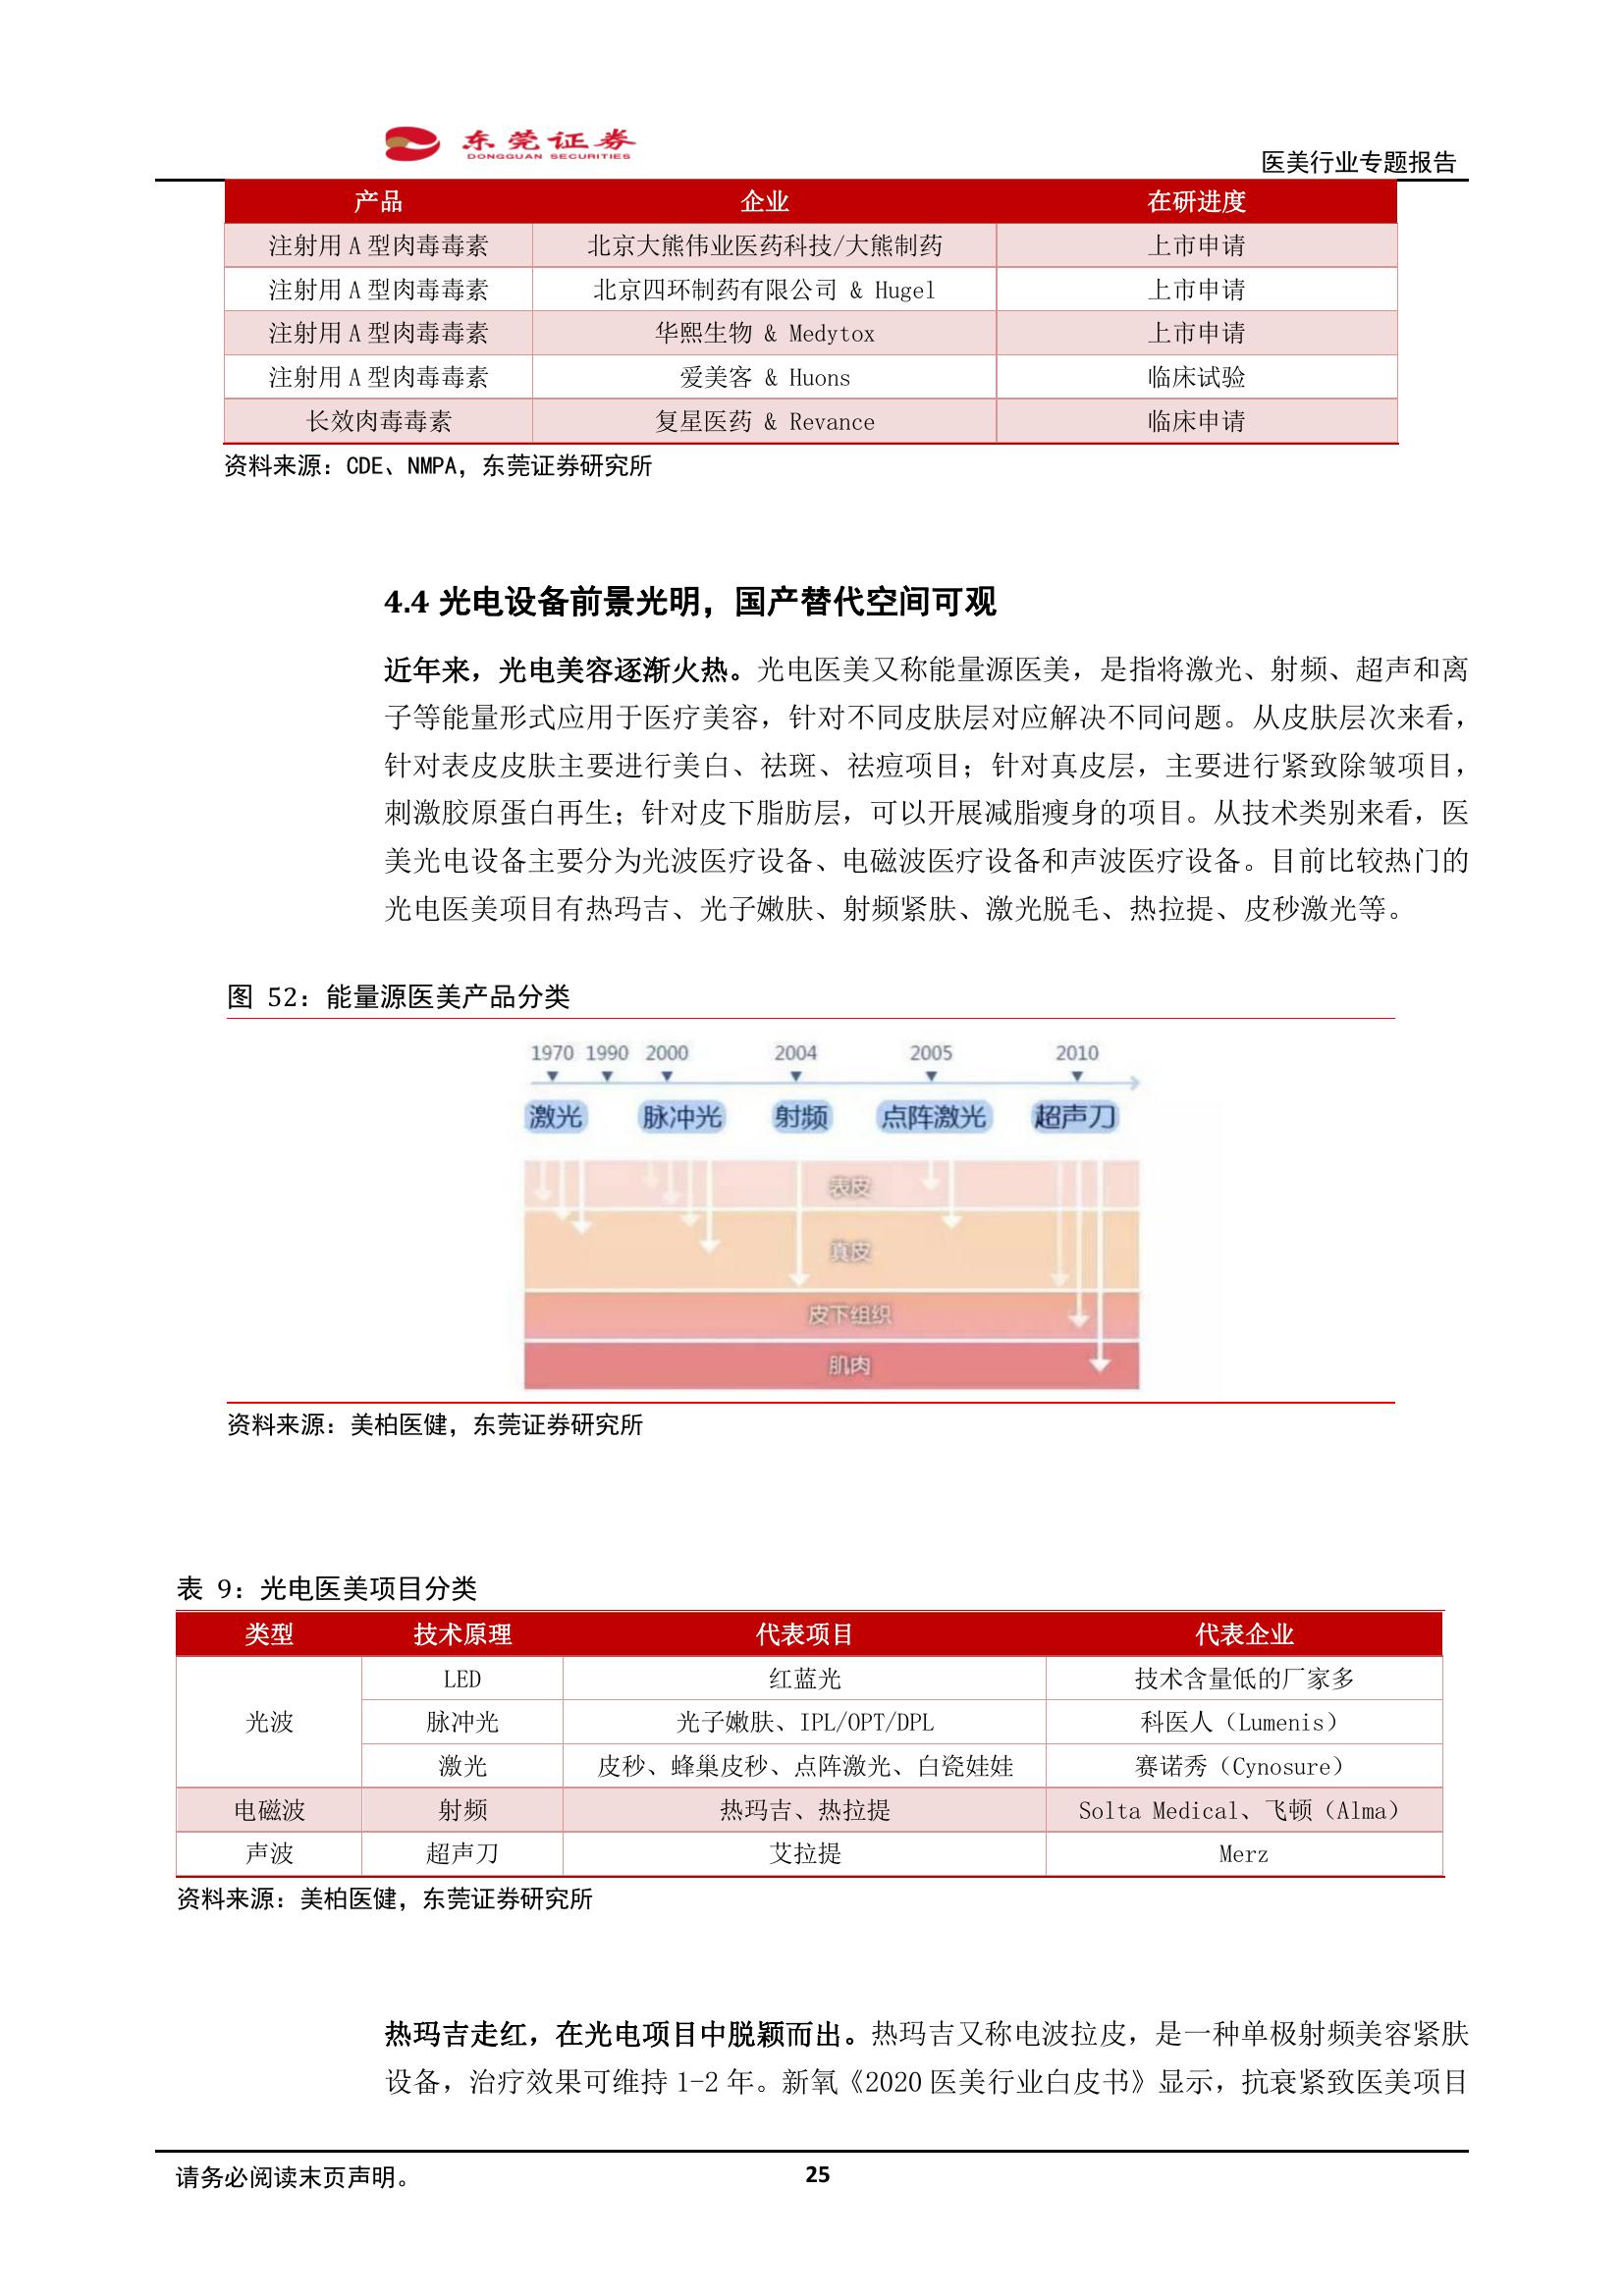 东莞证券
DONGGUAN SECURITIES
医美行业专题报告
产品 企业 在研进度
注射用 A 型肉毒毒素 北京大熊伟业医药科技/大熊制药 上市申请
注射用 A 型肉毒毒素 北京四环制药有限公司 & Hugel 上市申请
注射用 A 型肉毒毒素 华熙生物 & Medytox 上市申请
注射用 A 型肉毒毒素 爱美客 & Huons 临床试验
长效肉毒毒素 复星医药 & Revance 临床申请
资料来源：CDE、NMPA，东莞证券研究所
4.4 光电设备前景光明，国产替代空间可观
近年来，光电美容逐渐火热。光电医美又称能量源医美，是指将激光、射频、超声和离
子等能量形式应用于医疗美容，针对不同皮肤层对应解决不同问题。从皮肤层次来看，
针对表皮皮肤主要进行美白、祛斑、祛痘项目；针对真皮层，主要进行紧致除皱项目，
刺激胶原蛋白再生；针对皮下脂肪层，可以开展减脂瘦身的项目。从技术类别来看，医
美光电设备主要分为光波医疗设备、电磁波医疗设备和声波医疗设备。目前比较热门的
光电医美项目有热玛吉、光子嫩肤、射频紧肤、激光脱毛、热拉提、皮秒激光等。
图 52：能量源医美产品分类
1970 1990 2000 2004 2005 2010
激光 脉冲光 射频 点阵激光 超声刀
表皮
真皮
皮下组织
肌肉
资料来源：美柏医健，东莞证券研究所
表 9：光电医美项目分类
类型 技术原理 代表项目 代表企业
LED 红蓝光 技术含量低的厂家多
光波 脉冲光 光子嫩肤、IPL/OPT/DPL 科医人（Lumenis）
激光 皮秒、蜂巢皮秒、点阵激光、白瓷娃娃 赛诺秀（Cynosure）
电磁波 射频 热玛吉、热拉提 Solta Medical、飞顿（Alma）
声波 超声刀 艾拉提 Merz
资料来源：美柏医健，东莞证券研究所
热玛吉走红，在光电项目中脱颖而出。热玛吉又称电波拉皮，是一种单极射频美容紧肤
设备，治疗效果可维持 1-2 年。新氧《2020 医美行业白皮书》显示，抗衰紧致医美项目
请务必阅读末页声明。
25